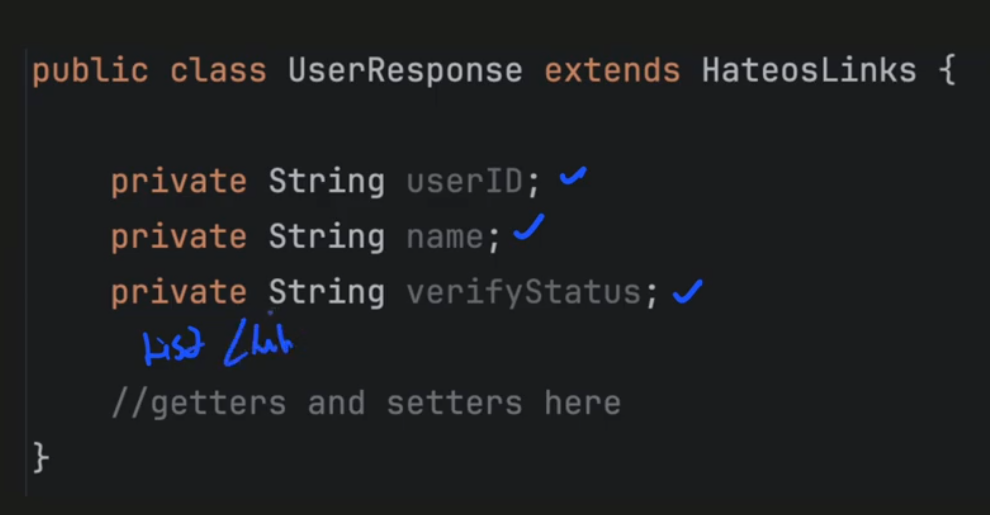 public class UserResponse extends HateosLinks {
private String userID;
private String name;
private String verifyStatus;
List
//getters and setters here
}